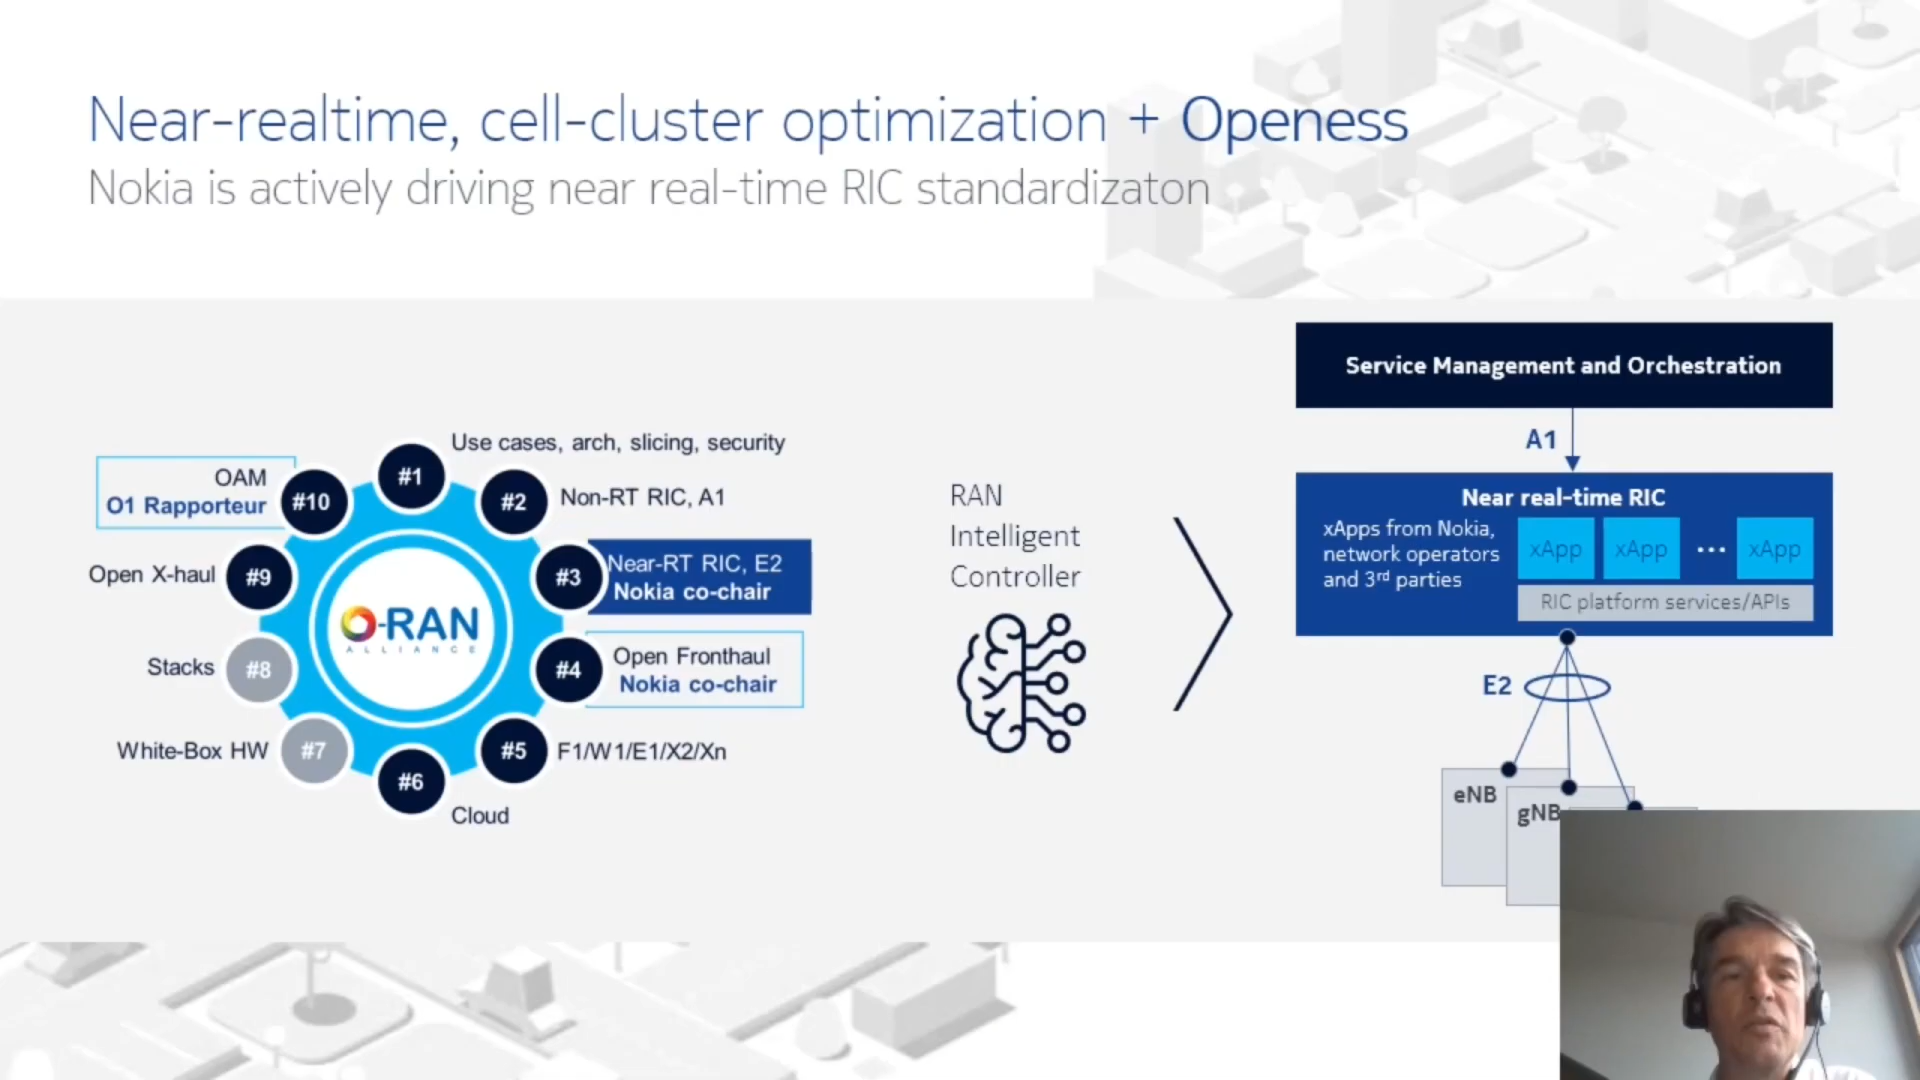 Near-realtime, cell-cluster optimization + Openess
Nokia is actively driving near real-time RIC standardizaton
Use cases, arch, slicing, security
#1
OAM
O1 Rapporteur
#10
#2
Non-RT RIC, A1
Open X-haul
#9
#3
Near-RT RIC, E2
Nokia co-chair
O-RAN
ALLIANCE
Stacks
#8
#4
Open Fronthaul
Nokia co-chair
White-Box HW
#7
#5
F1/W1/E1/X2/Xn
#6
Cloud
RAN
Intelligent
Controller
Service Management and Orchestration
A1
Near real-time RIC
xApps from Nokia,
network operators
and 3rd parties
xApp
xApp
...
xApp
RIC platform services/APIs
E2
eNB
gNB